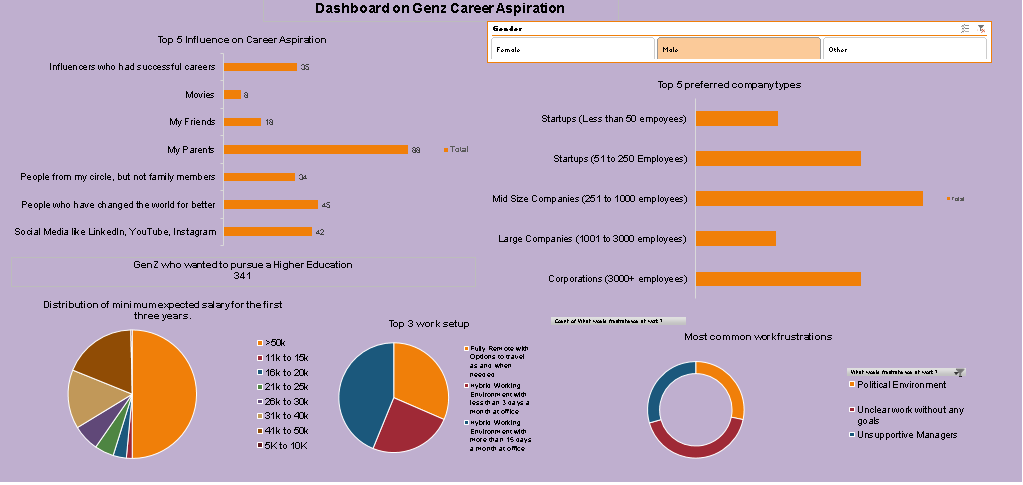 Dashboard on Genz Career Aspiration
Gender
Female
Male
Other
Top 5 Influence on Career Aspiration
Influencers who had successful careers
35
Movies
8
My Friends
18
My Parents
88
People from my circle, but not family members
34
People who have changed the world for better
45
Social Media like LinkedIn, YouTube, Instagram
42
Total
Top 5 preferred company types
Startups (Less than 50 empoyees)
Startups (51 to 250 Employees)
Mid Size Companies (251 to 1000 employees)
Large Companies (1001 to 3000 employees)
Corporations (3000+ employees)
Total
GenZ who wanted to pursue a Higher Education
341
Distribution of minimum expected salary for the first
three years.
>50k
11k to 15k
16k to 20k
21k to 25k
26k to 30k
31k to 40k
41k to 50k
5K to 10K
Top 3 work setup
Fully Remote with
Options to travel
as and when
needed
Hybrid Working
Environment with
less than 3 days a
month at office
Hybrid Working
Environment with
more than 15 days
a month at office
Count of What would frustrate you at work ?
Most common work frustrations
What would frustrate you at work ?
Political Environment
Unclear work without any
goals
Unsupportive Managers